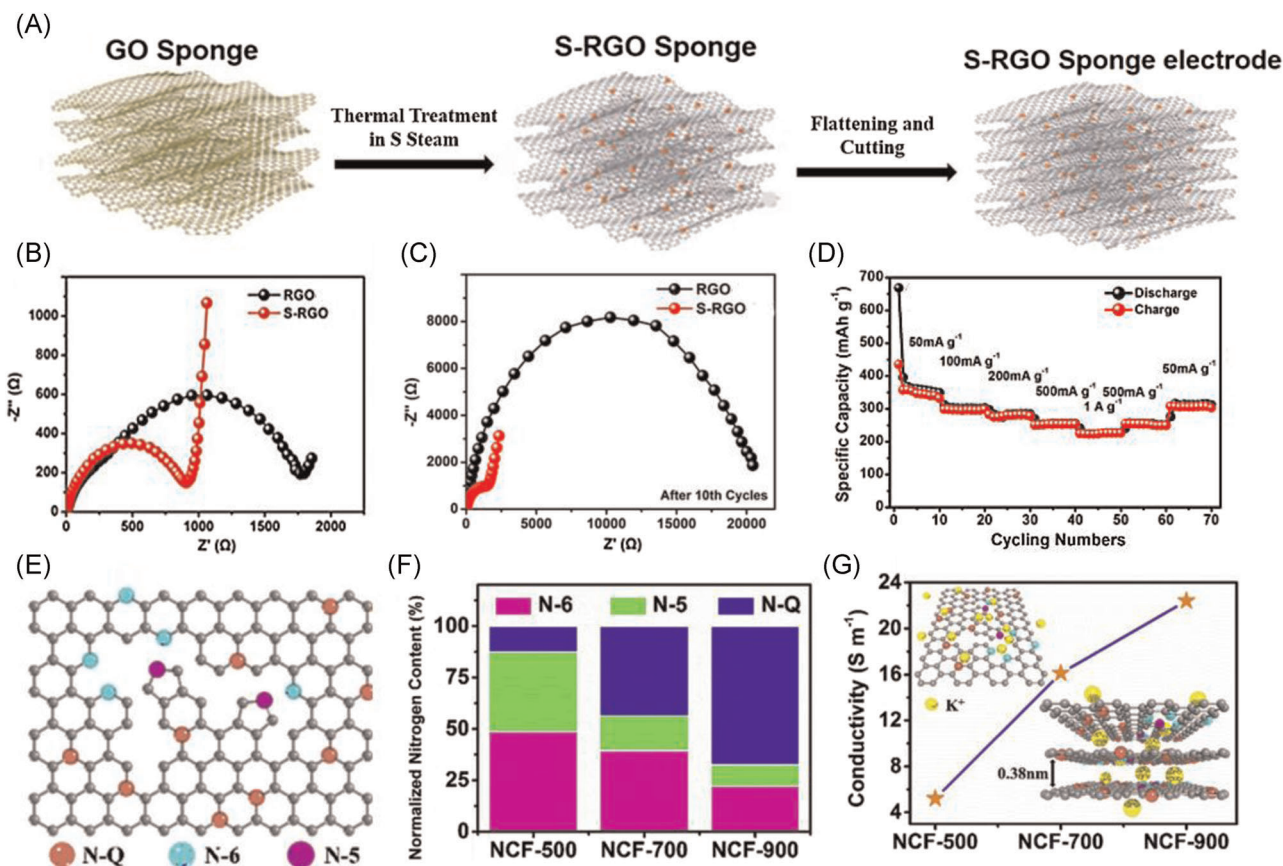 (A)
GO Sponge
Thermal Treatment
in S Steam
S-RGO Sponge
Flattening and
Cutting
S-RGO Sponge electrode
(B)
-Z'' (Ω)
1000
800
600
400
200
0
RGO
S-RGO
0 500 1000 1500 2000
Z' (Ω)
(C)
-Z'' (Ω)
8000
6000
4000
2000
0
RGO
S-RGO
After 10th Cycles
0 5000 10000 15000 20000
Z' (Ω)
(D)
Specific Capacity (mAh g⁻¹)
700
600
500
400
300
200
100
0
Discharge
Charge
50mA g⁻¹
100mA g⁻¹
200mA g⁻¹
500mA g⁻¹
1 A g⁻¹
500mA g⁻¹
50mA g⁻¹
0 10 20 30 40 50 60 70
Cycling Numbers
(E)
N-Q N-6 N-5
(F)
Normalized Nitrogen Content (%)
100
75
50
25
0
N-6 N-5 N-Q
NCF-500 NCF-700 NCF-900
(G)
Conductivity (S m⁻¹)
24
20
16
12
8
4
K⁺
0.38nm
NCF-500 NCF-700 NCF-900